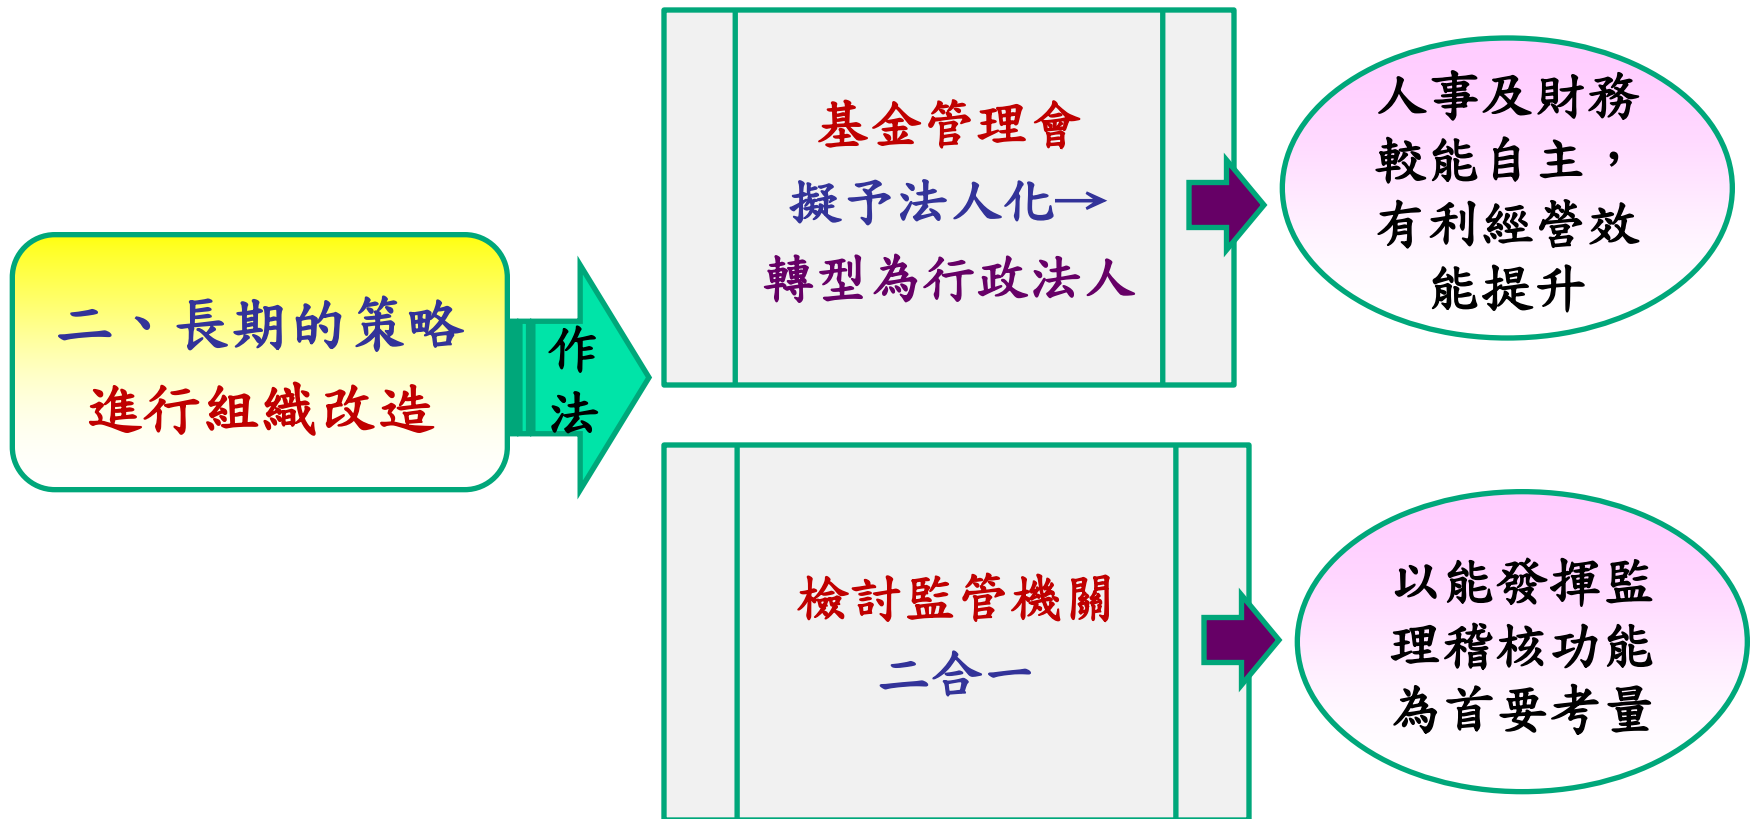 二、長期的策略
進行組織改造
作
法
基金管理會
擬予法人化→
轉型為行政法人
人事及財務
較能自主，
有利經營效
能提升
檢討監管機關
二合一
以能發揮監
理稽核功能
為首要考量